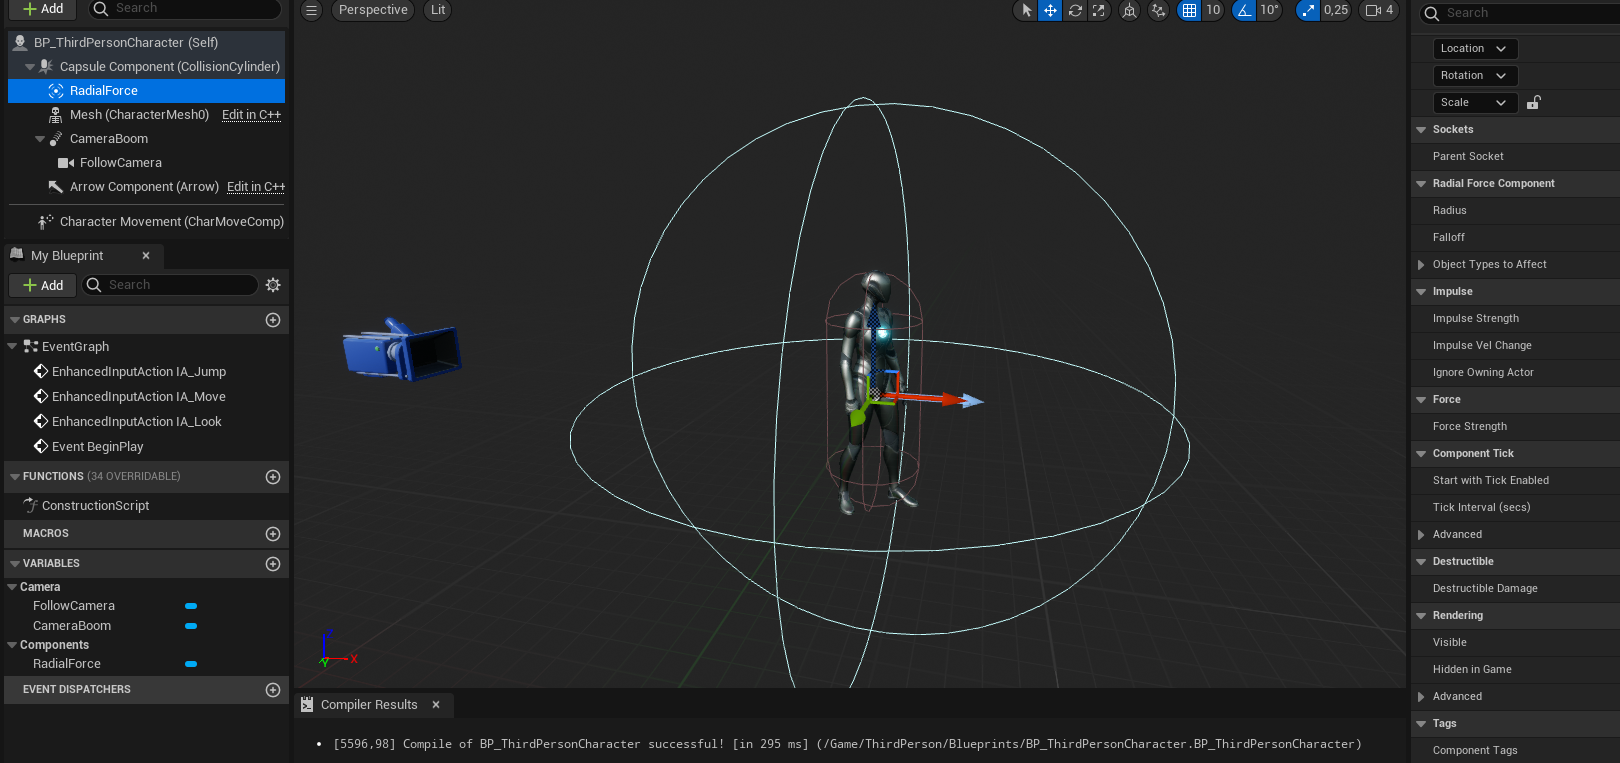 Add
Search
BP_ThirdPersonCharacter (Self)
Capsule Component (CollisionCylinder)
RadialForce
Mesh (CharacterMesh0) Edit in C++
CameraBoom
FollowCamera
Arrow Component (Arrow) Edit in C++
Character Movement (CharMoveComp)
My Blueprint
Add
Search
GRAPHS
EventGraph
EnhancedInputAction IA_Jump
EnhancedInputAction IA_Move
EnhancedInputAction IA_Look
Event BeginPlay
FUNCTIONS (34 OVERRIDABLE)
ConstructionScript
MACROS
VARIABLES
Camera
FollowCamera
CameraBoom
Components
RadialForce
EVENT DISPATCHERS
Perspective Lit
10 10° 0,25 4
Z
X
Y
Compiler Results
[5596,98] Compile of BP_ThirdPersonCharacter successful! [in 295 ms] (/Game/ThirdPerson/Blueprints/BP_ThirdPersonCharacter.BP_ThirdPersonCharacter)
Search
Location
Rotation
Scale
Sockets
Parent Socket
Radial Force Component
Radius
Falloff
Object Types to Affect
Impulse
Impulse Strength
Impulse Vel Change
Ignore Owning Actor
Force
Force Strength
Component Tick
Start with Tick Enabled
Tick Interval (secs)
Advanced
Destructible
Destructible Damage
Rendering
Visible
Hidden in Game
Advanced
Tags
Component Tags